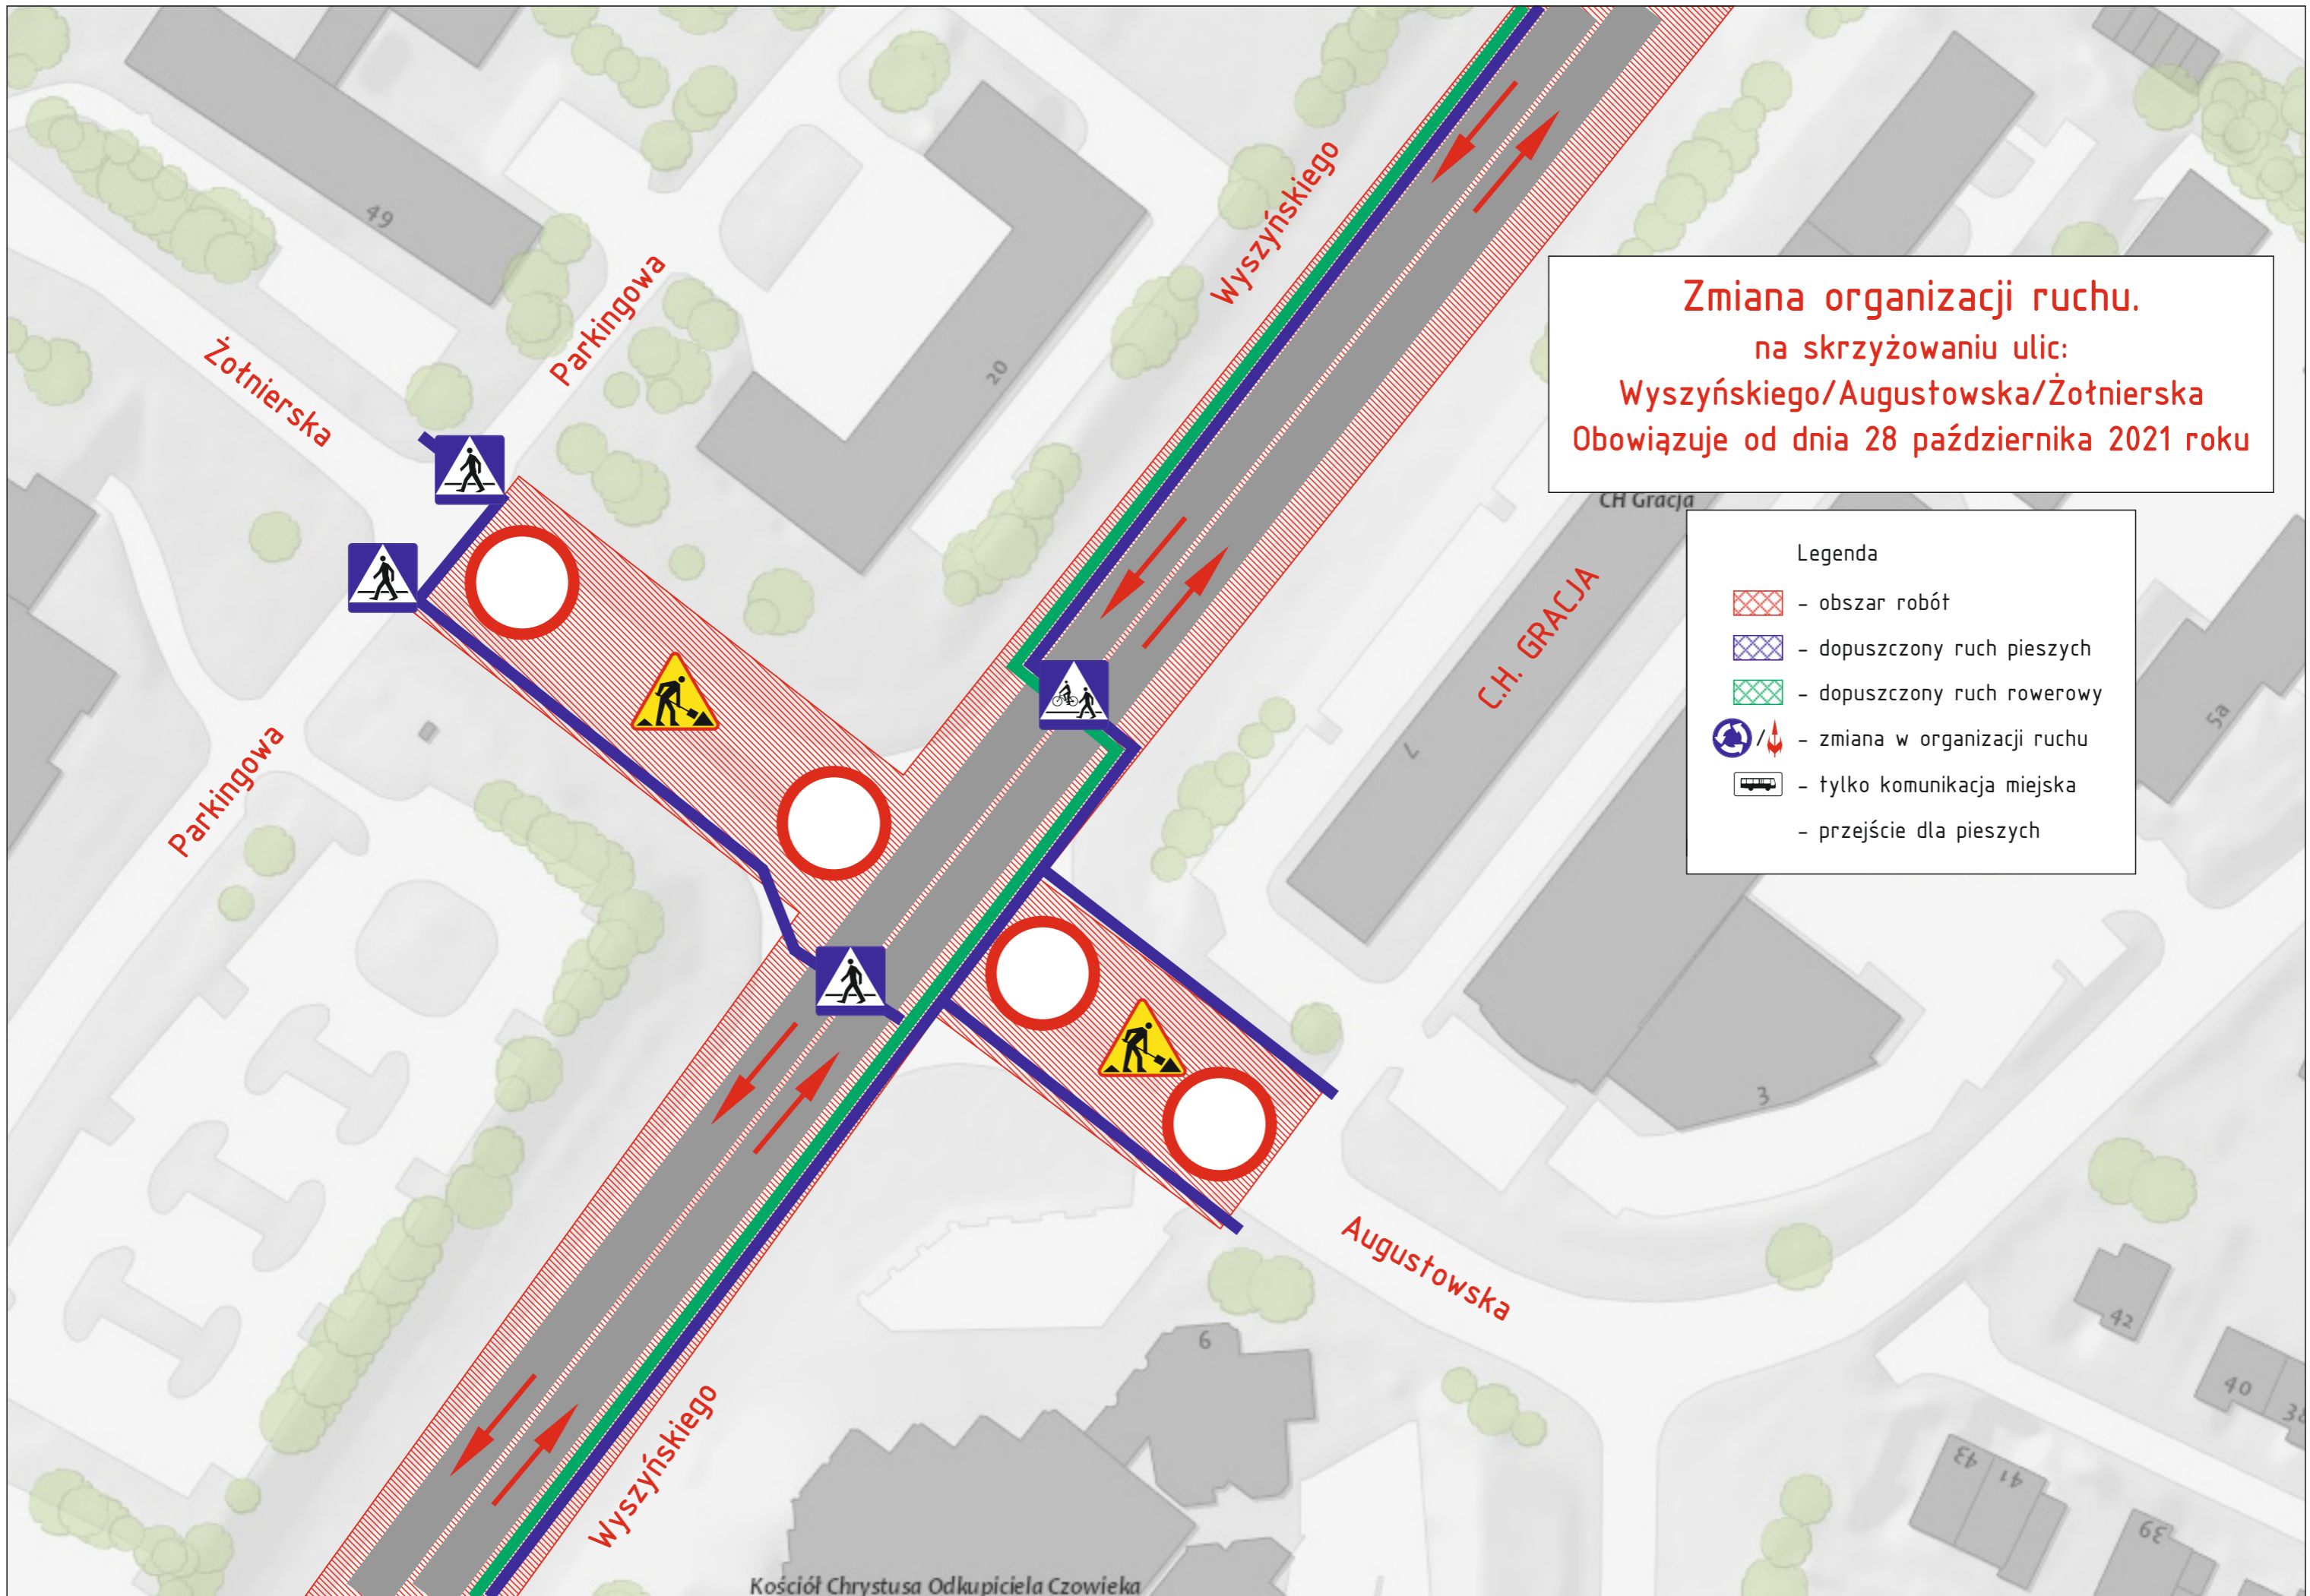 Zmiana organizacji ruchu.
na skrzyżowaniu ulic:
Wyszyńskiego/Augustowska/Żołnierska
Obowiązuje od dnia 28 października 2021 roku
CH Gracja
Legenda
- obszar robót
- dopuszczony ruch pieszych
- dopuszczony ruch rowerowy
/ - zmiana w organizacji ruchu
- tylko komunikacja miejska
- przejście dla pieszych
Wyszyńskiego
Parkingowa
Żołnierska
49
20
C.H. GRACJA
7
5a
Parkingowa
3
Augustowska
6
42
40
38
43
41
39
Wyszyńskiego
Kościół Chrystusa Odkupiciela Czowieka